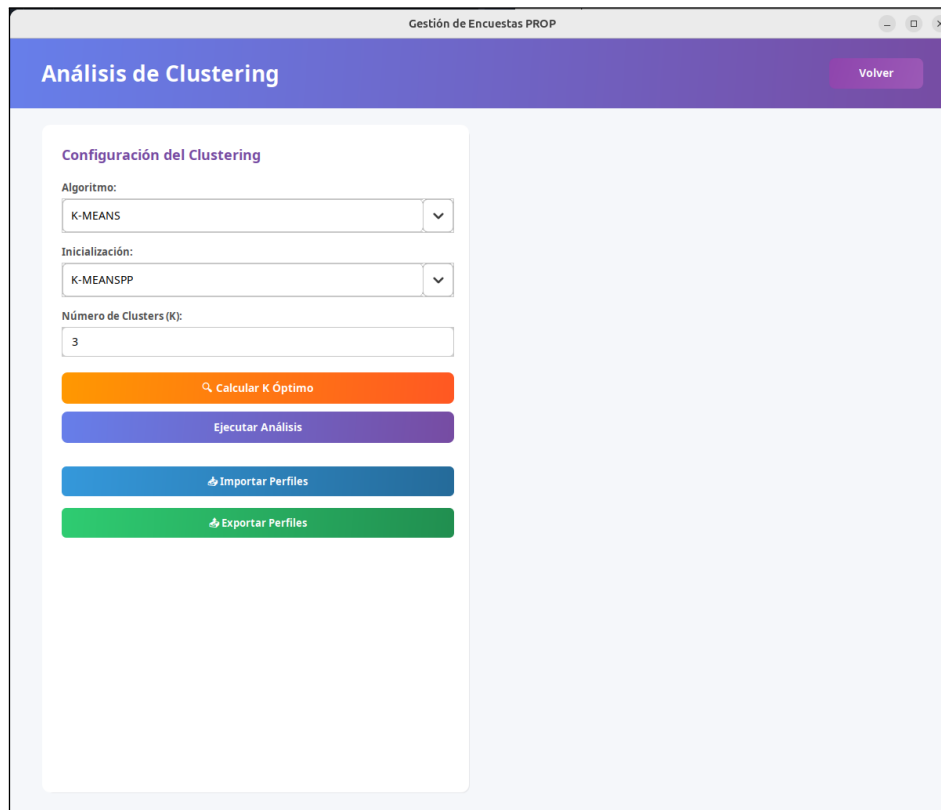 Gestión de Encuestas PROP
Análisis de Clustering
Volver
Configuración del Clustering
Algoritmo:
K-MEANS
Inicialización:
K-MEANSPP
Número de Clusters (K):
3
Calcular K Óptimo
Ejecutar Análisis
Importar Perfiles
Exportar Perfiles